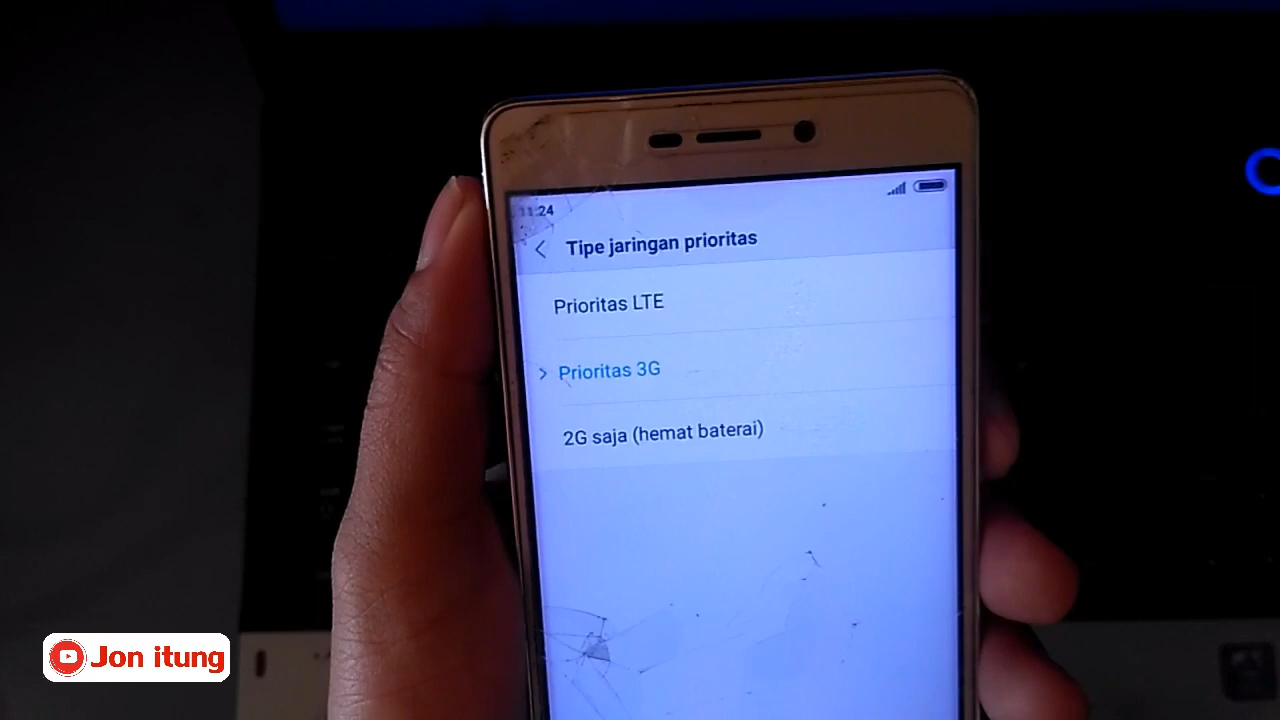 11:24
Tipe jaringan prioritas
Prioritas LTE
Prioritas 3G
2G saja (hemat baterai)
Jon itung